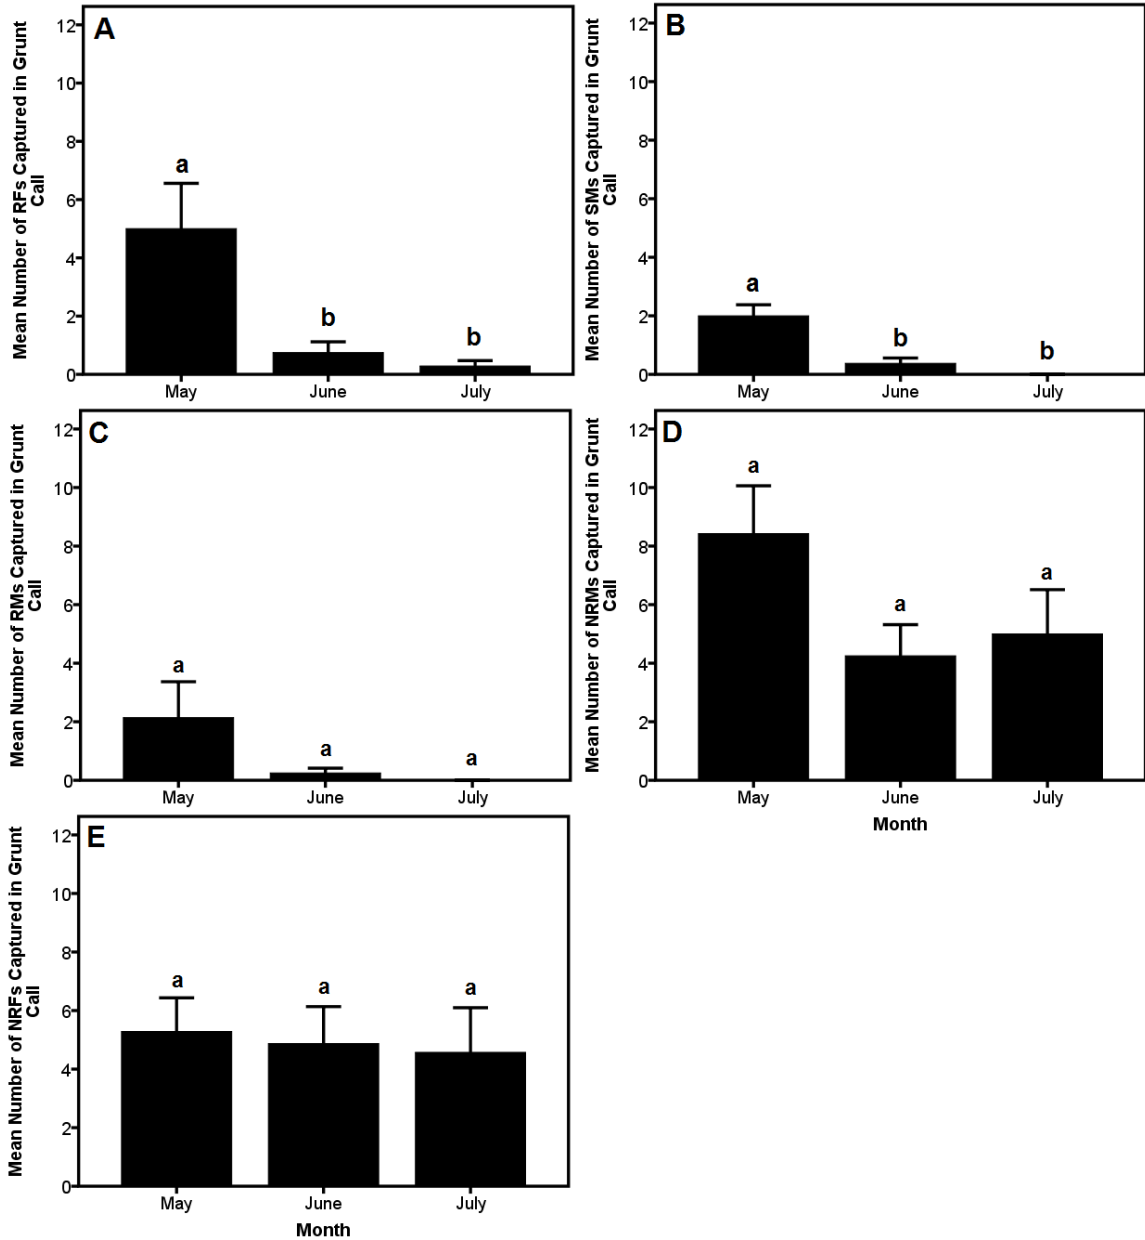 A
Mean Number of RFs Captured in Grunt
Call
12
10
8
6
4
2
0
a
b
b
May June July
B
Mean Number of SMs Captured in Grunt
Call
12
10
8
6
4
2
0
a
b
b
May June July
C
Mean Number of RMs Captured in Grunt
Call
12
10
8
6
4
2
0
a
a
a
May June July
D
Mean Number of NRMs Captured in Grunt
Call
12
10
8
6
4
2
0
a
a
a
May June July
Month
E
Mean Number of NRFs Captured in Grunt
Call
12
10
8
6
4
2
0
a
a
a
May June July
Month